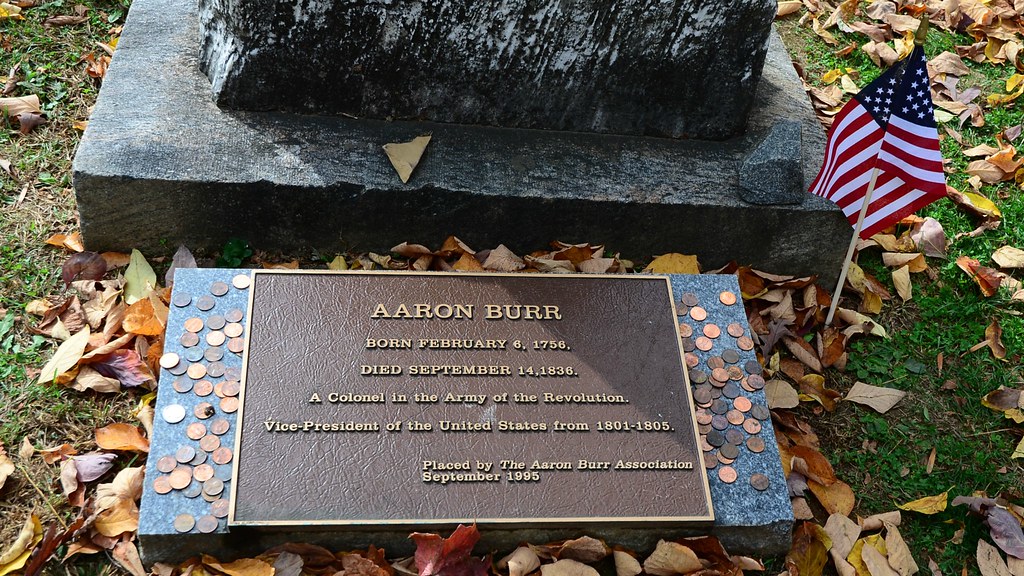 AARON BURR
BORN FEBRUARY 6, 1756.
DIED SEPTEMBER 14, 1836.
A Colonel in the Army of the Revolution.
Vice-President of the United States from 1801-1805.
Placed by The Aaron Burr Association
September 1995